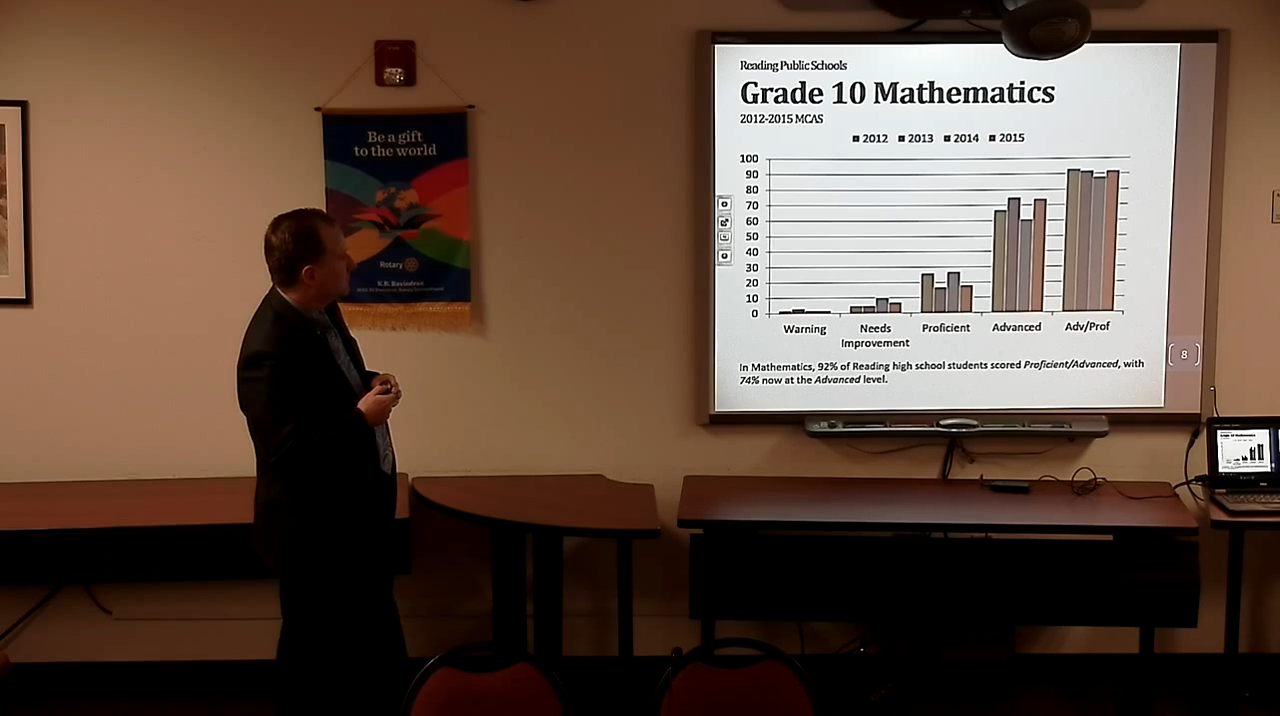 Be a gift
to the world
Rotary
Reading Public Schools
Grade 10 Mathematics
2012-2015 MCAS
2012 2013 2014 2015
100
90
80
70
60
50
40
30
20
10
0
Warning Needs Improvement Proficient Advanced Adv/Prof
In Mathematics, 92% of Reading high school students scored Proficient/Advanced, with
74% now at the Advanced level.
8